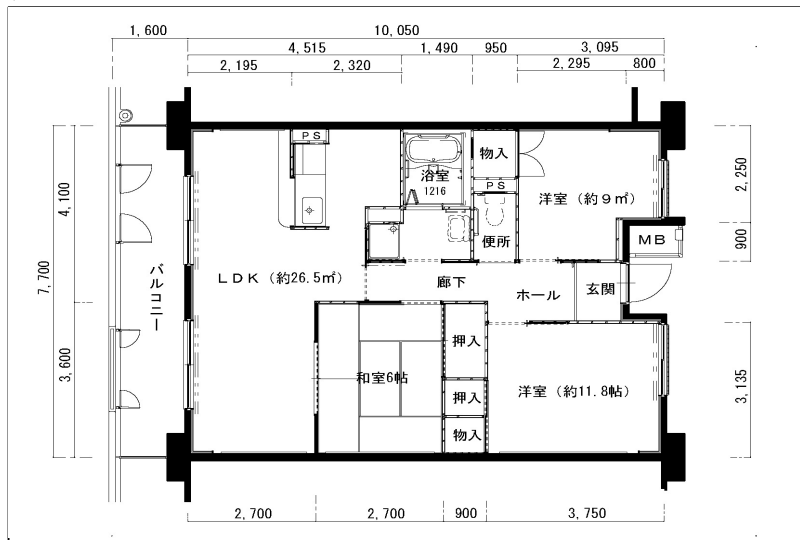 1,600
10,050
4,515
1,490
950
3,095
2,195
2,320
2,295
800
PS
浴室
1216
物入
PS
便所
洋室（約9㎡）
MB
4,100
7,700
3,600
2,250
900
3,135
バルコニー
LDK（約26.5㎡）
廊下
ホール
玄関
押入
和室6帖
押入
物入
洋室（約11.8帖）
2,700
2,700
900
3,750